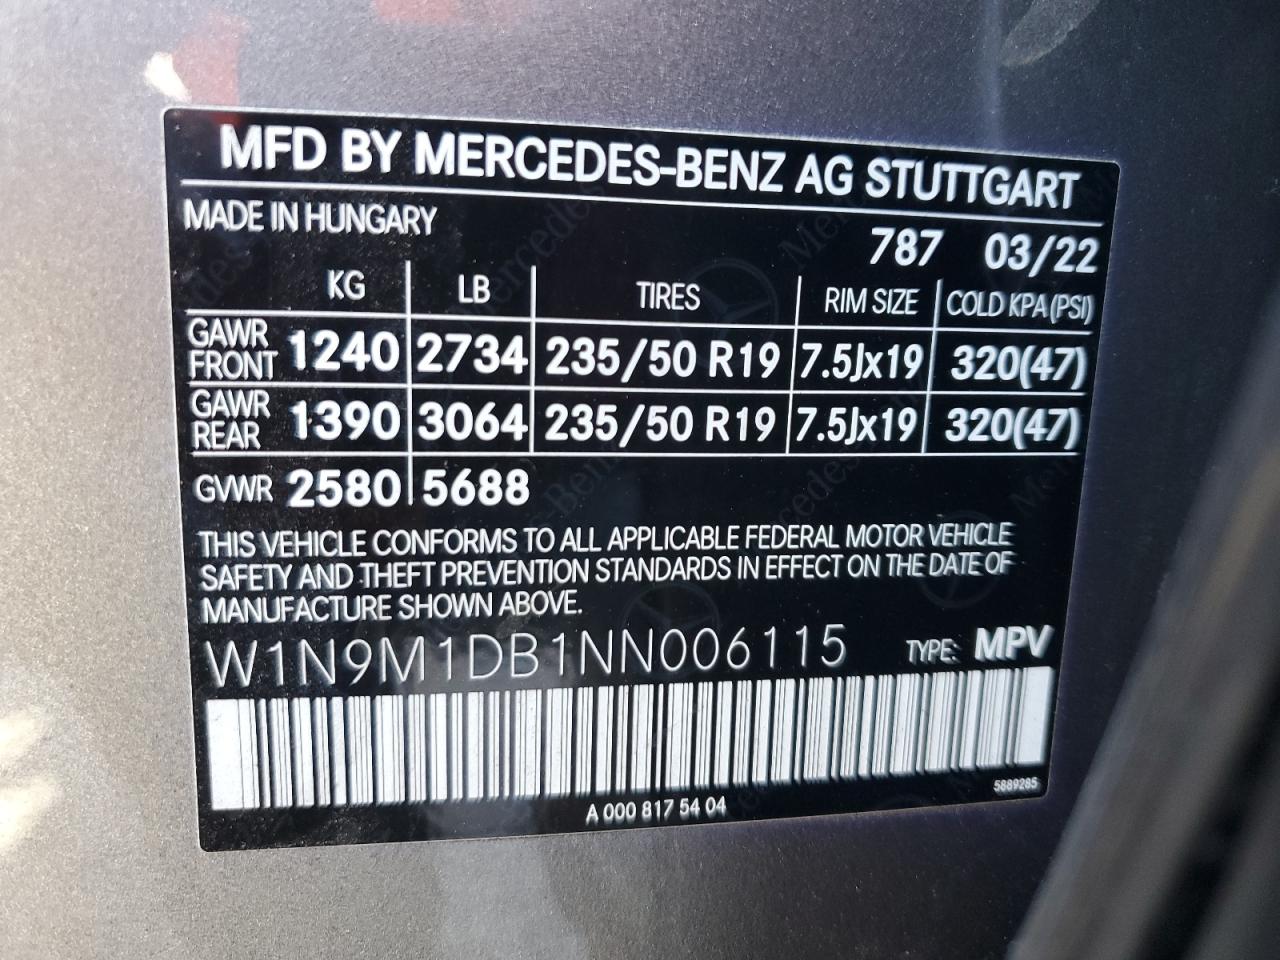 MFD BY MERCEDES-BENZ AG STUTTGART
MADE IN HUNGARY
787 03/22
KG LB TIRES RIM SIZE COLD KPA(PSI)
GAWR FRONT 1240 2734 235/50 R19 7.5Jx19 320(47)
GAWR REAR 1390 3064 235/50 R19 7.5Jx19 320(47)
GVWR 2580 5688
THIS VEHICLE CONFORMS TO ALL APPLICABLE FEDERAL MOTOR VEHICLE
SAFETY AND THEFT PREVENTION STANDARDS IN EFFECT ON THE DATE OF
MANUFACTURE SHOWN ABOVE.
W1N9M1DB1NN006115 TYPE: MPV
5889285
A 000 817 54 04